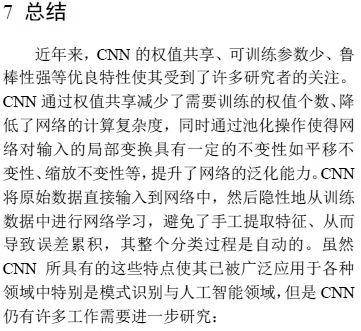 7 总结
近年来，CNN 的权值共享、可训练参数少、鲁
棒性强等优良特性使其受到了许多研究者的关注。
CNN 通过权值共享减少了需要训练的权值个数、降
低了网络的计算复杂度，同时通过池化操作使得网
络对输入的局部变换具有一定的不变性如平移不
变性、缩放不变性等，提升了网络的泛化能力。CNN
将原始数据直接输入到网络中，然后隐性地从训练
数据中进行网络学习，避免了手工提取特征、从而
导致误差累积，其整个分类过程是自动的。虽然
CNN 所具有的这些特点使其已被广泛应用于各种
领域中特别是模式识别与人工智能领域，但是 CNN
仍有许多工作需要进一步研究：